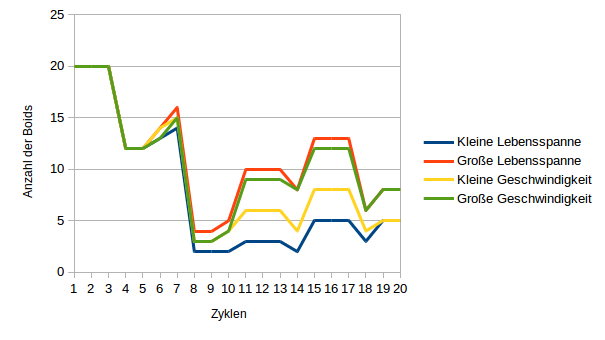 25
20
15
10
5
0
Anzahl der Boids
1 2 3 4 5 6 7 8 9 10 11 12 13 14 15 16 17 18 19 20
Zyklen
Kleine Lebensspanne
Große Lebensspanne
Kleine Geschwindigkeit
Große Geschwindigkeit